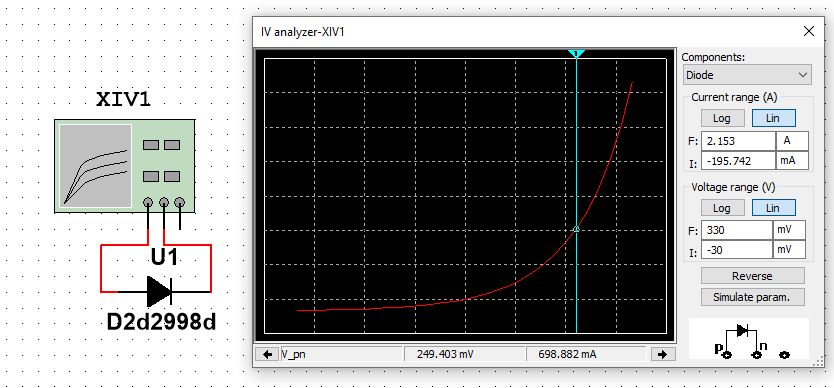 XIV1
U1
D2d2998d
IV analyzer-XIV1
1
V_pn 249.403 mV 698.882 mA
Components:
Diode
Current range (A)
Log Lin
F: 2.153 A
I: -195.742 mA
Voltage range (V)
Log Lin
F: 330 mV
I: -30 mV
Reverse
Simulate param.
p n